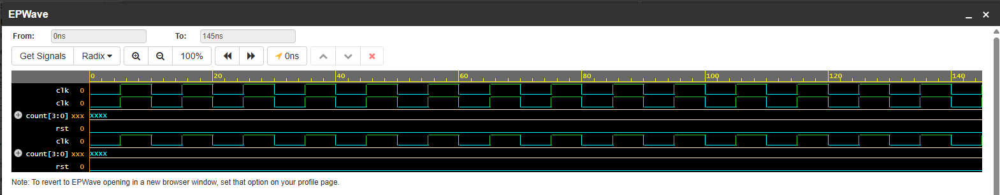 EPWave
From: 0ns To: 145ns
Get Signals Radix 100% 0ns
0 20 40 60 80 100 120 140
clk 0
clk 0
count[3:0] xxx xxxx
rst 0
clk 0
count[3:0] xxx xxxx
rst 0
Note: To revert to EPWave opening in a new browser window, set that option on your profile page.